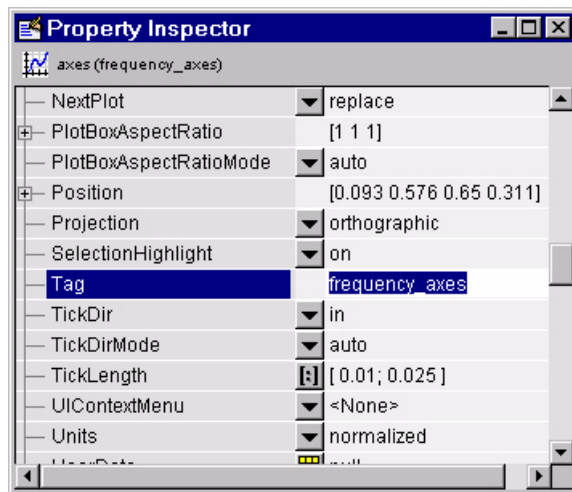 Property Inspector
axes (frequency_axes)
NextPlot replace
PlotBoxAspectRatio [1 1 1]
PlotBoxAspectRatioMode auto
Position [0.093 0.576 0.65 0.311]
Projection orthographic
SelectionHighlight on
Tag frequency_axes
TickDir in
TickDirMode auto
TickLength [:] [ 0.01; 0.025 ]
UIContextMenu <None>
Units normalized
UserData null